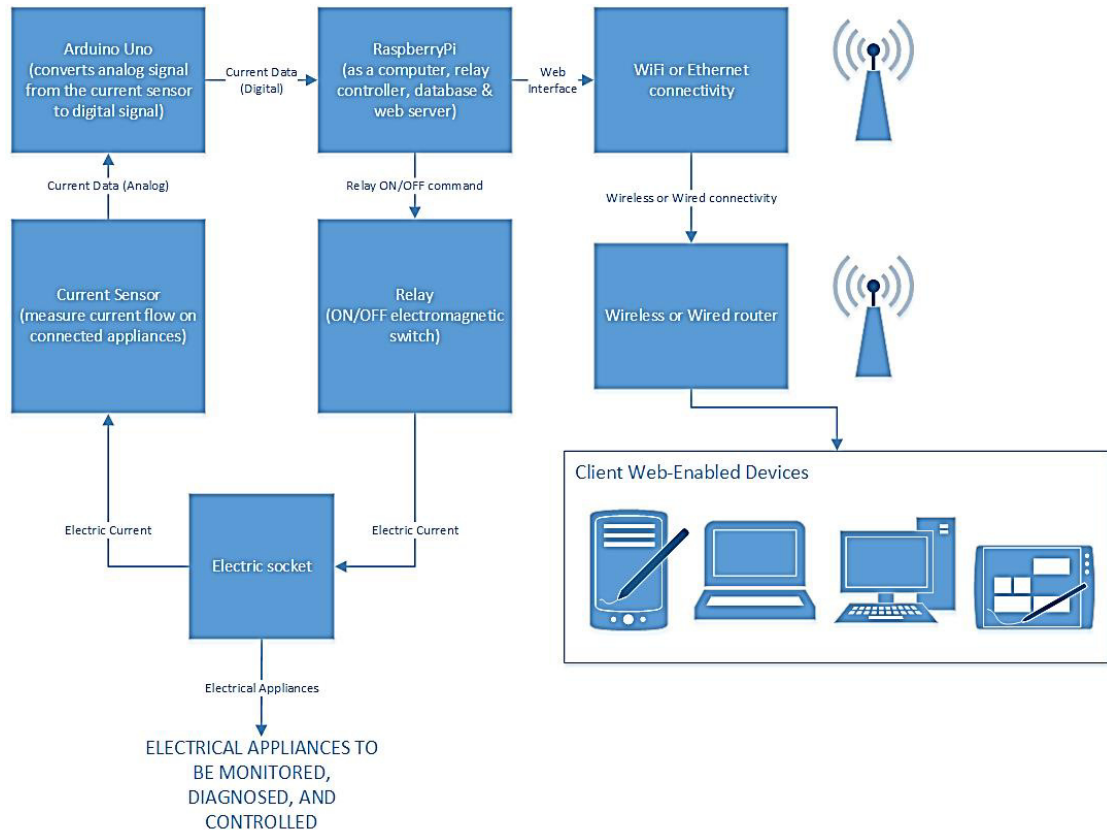 Arduino Uno
(converts analog signal
from the current sensor
to digital signal)
Current Data
(Digital)
RaspberryPi
(as a computer, relay
controller, database &
web server)
Web
Interface
WiFi or Ethernet
connectivity
Current Data (Analog)
Relay ON/OFF command
Wireless or Wired connectivity
Current Sensor
(measure current flow on
connected appliances)
Relay
(ON/OFF electromagnetic
switch)
Wireless or Wired router
Client Web-Enabled Devices
Electric Current
Electric socket
Electric Current
Electrical Appliances
ELECTRICAL APPLIANCES TO
BE MONITORED,
DIAGNOSED, AND
CONTROLLED